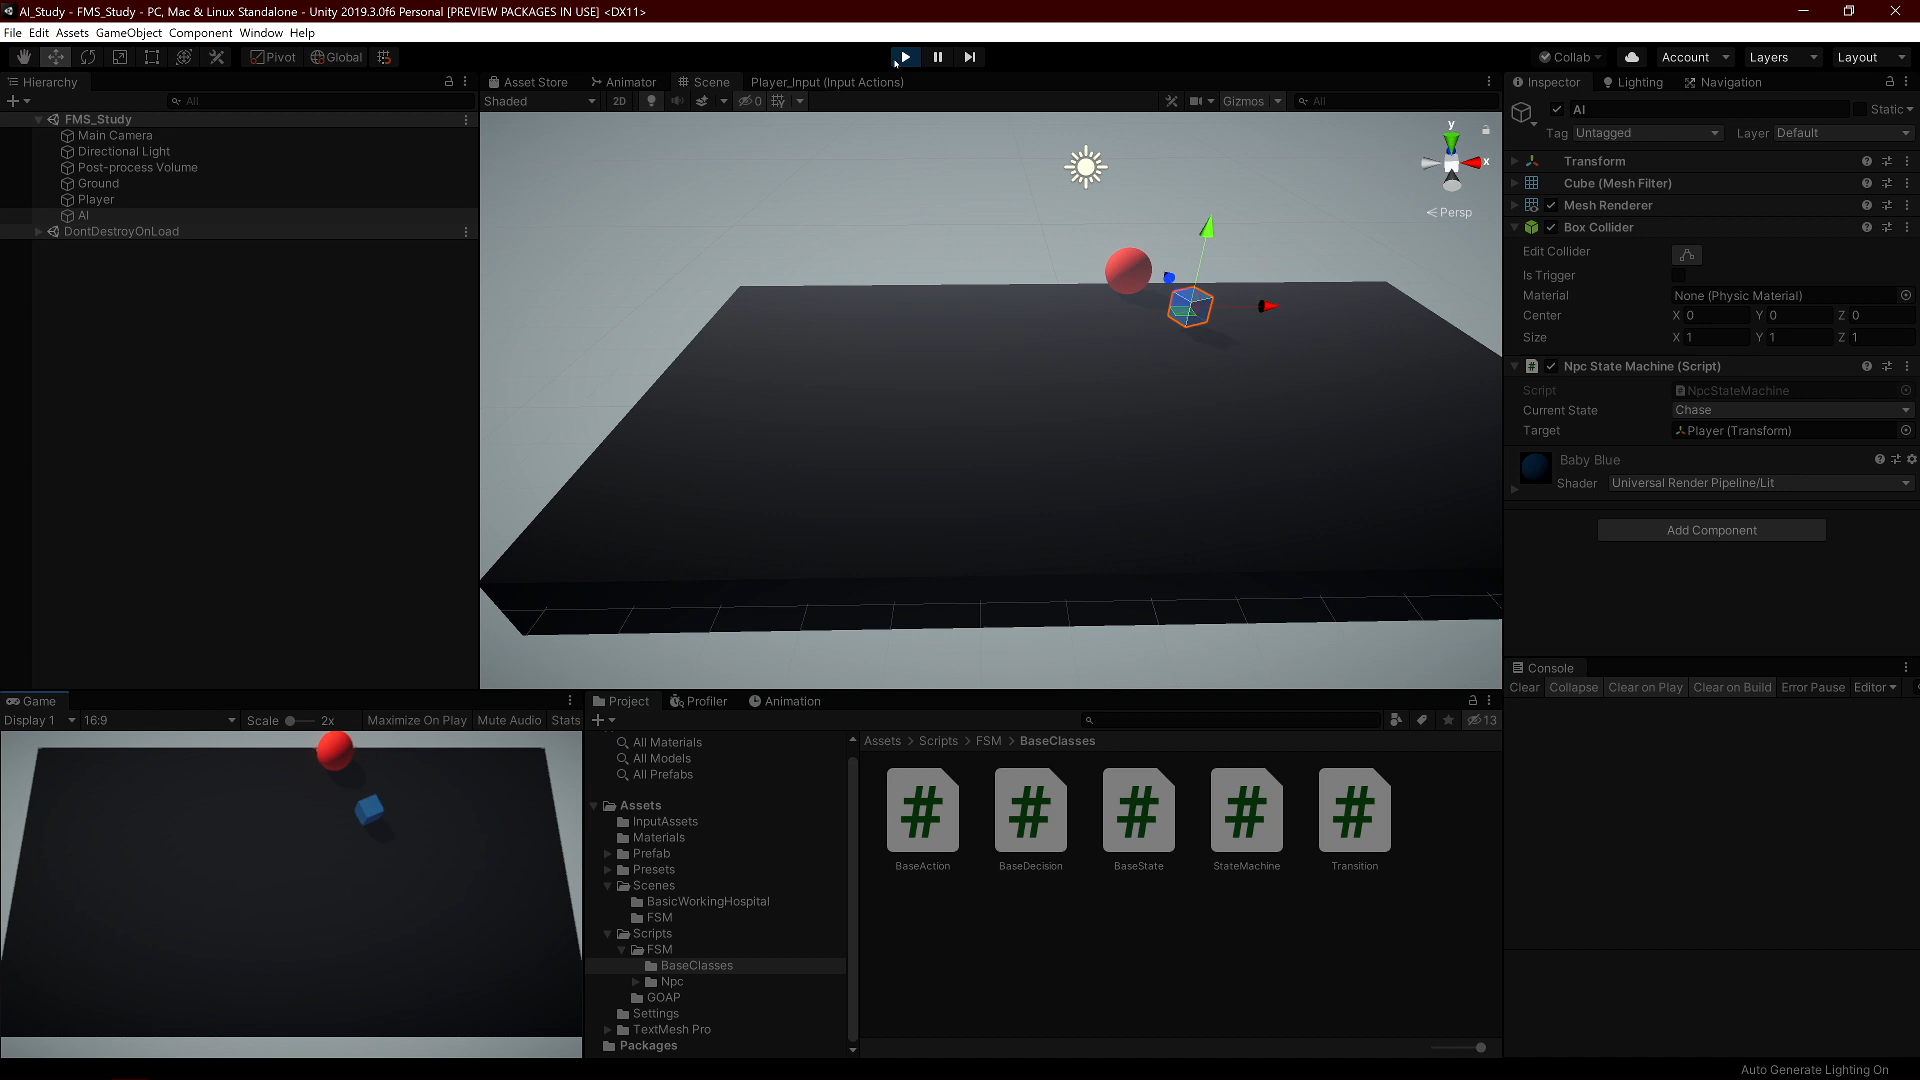 AI_Study - FMS_Study - PC, Mac & Linux Standalone - Unity 2019.3.0f6 Personal [PREVIEW PACKAGES IN USE] <DX11>
File Edit Assets GameObject Component Window Help
Pivot Global Collab Account Layers Layout
Hierarchy
All
FMS_Study
Main Camera
Directional Light
Post-process Volume
Ground
Player
AI
DontDestroyOnLoad
Asset Store Animator Scene Player_Input (Input Actions)
Shaded 2D 0 Gizmos All
y
x
Persp
Inspector Lighting Navigation
AI Static
Tag Untagged Layer Default
Transform
Cube (Mesh Filter)
Mesh Renderer
Box Collider
Edit Collider
Is Trigger
Material None (Physic Material)
Center X 0 Y 0 Z 0
Size X 1 Y 1 Z 1
Npc State Machine (Script)
Script NpcStateMachine
Current State Chase
Target Player (Transform)
Baby Blue
Shader Universal Render Pipeline/Lit
Add Component
Console
Clear Collapse Clear on Play Clear on Build Error Pause Editor
Game
Display 1 16:9 Scale 2x Maximize On Play Mute Audio Stats
Project Profiler Animation
13
All Materials
All Models
All Prefabs
Assets
InputAssets
Materials
Prefab
Presets
Scenes
BasicWorkingHospital
FSM
Scripts
FSM
BaseClasses
Npc
GOAP
Settings
TextMesh Pro
Packages
Assets > Scripts > FSM > BaseClasses
BaseAction BaseDecision BaseState StateMachine Transition
Auto Generate Lighting On